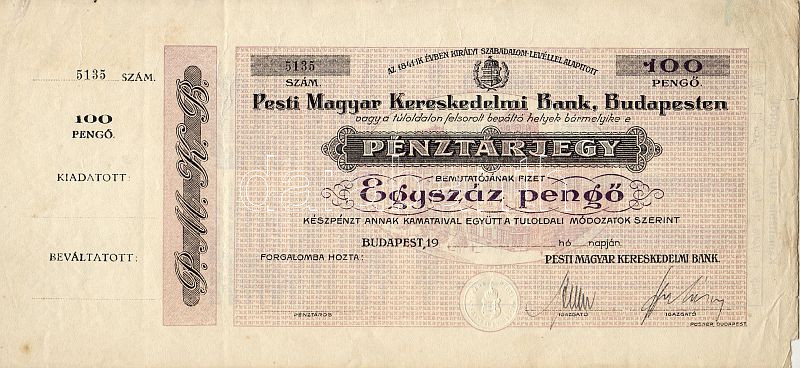 5135 SZÁM.
100
PENGŐ.
KIADATOTT:
BEVÁLTATOTT:
P. M. K. B.
AZ 1841-IK ÉVBEN KIRÁLYI SZABADALOM-LEVÉLLEL ALAPITOTT
5135
SZÁM
100
PENGŐ.
Pesti Magyar Kereskedelmi Bank, Budapesten
vagy a túloldalon felsorolt beváltó helyek bármelyike e
PÉNZTÁRJEGY
BEMUTATÓJÁNAK FIZET
Egyszáz pengő
KÉSZPÉNZT ANNAK KAMATAIVAL EGYÜTT A TÚLOLDALI MÓDOZATOK SZERINT
BUDAPEST, 19 hó napján.
FORGALOMBA HOZTA: PESTI MAGYAR KERESKEDELMI BANK.
PÉNZTÁROS IGAZGATÓ IGAZGATÓ
POSNER BUDAPEST.